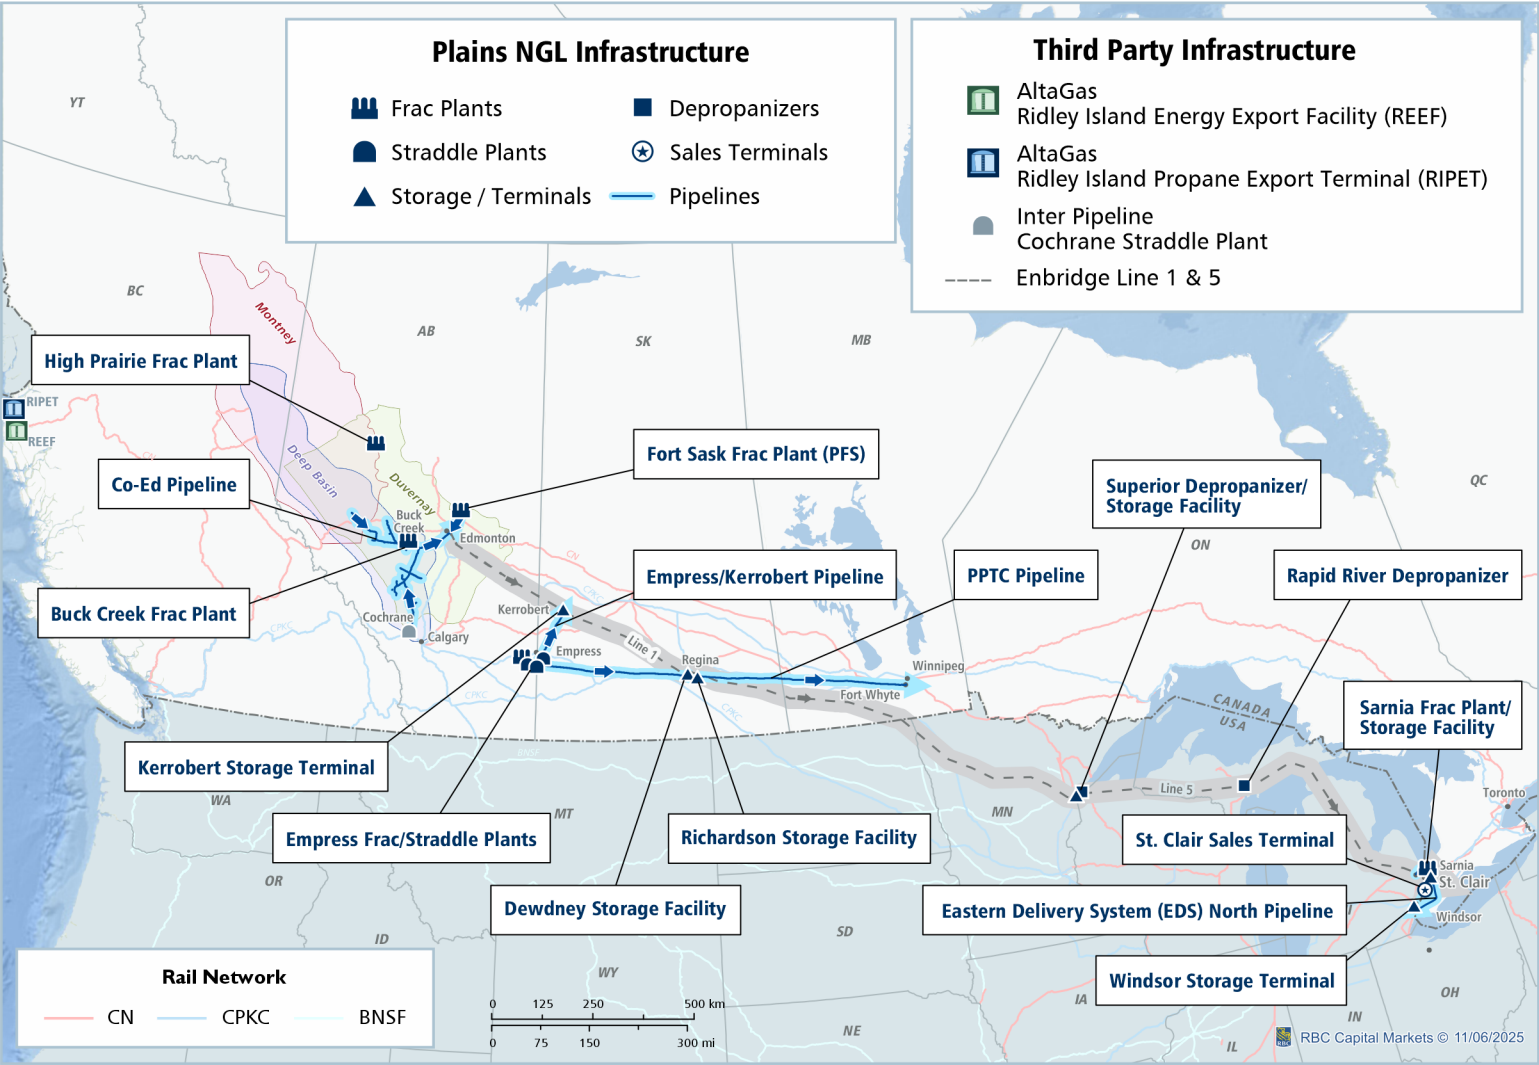 Plains NGL Infrastructure
Frac Plants
Depropanizers
Straddle Plants
Sales Terminals
Storage / Terminals
Pipelines
Third Party Infrastructure
AltaGas
Ridley Island Energy Export Facility (REEF)
AltaGas
Ridley Island Propane Export Terminal (RIPET)
Inter Pipeline
Cochrane Straddle Plant
Enbridge Line 1 & 5
YT
BC
AB
SK
MB
ON
QC
Montney
Deep Basin
Duvernay
High Prairie Frac Plant
RIPET
REEF
CN
Co-Ed Pipeline
Buck
Creek
Edmonton
Fort Sask Frac Plant (PFS)
CN
Superior Depropanizer/
Storage Facility
Empress/Kerrobert Pipeline
PPTC Pipeline
Rapid River Depropanizer
Buck Creek Frac Plant
CPKC
Cochrane
Calgary
Kerrobert
Empress
Line 1
Regina
CPKC
CPKC
Fort Whyte
Winnipeg
CANADA
USA
Sarnia Frac Plant/
Storage Facility
Kerrobert Storage Terminal
BNSF
WA
MT
MN
Line 5
Toronto
Empress Frac/Straddle Plants
Richardson Storage Facility
St. Clair Sales Terminal
Sarnia
St. Clair
OR
Dewdney Storage Facility
Eastern Delivery System (EDS) North Pipeline
Windsor
ID
SD
WY
Windsor Storage Terminal
IA
OH
IN
NE
IL
Rail Network
CN
CPKC
BNSF
0 125 250 500 km
0 75 150 300 mi
RBC
RBC Capital Markets © 11/06/2025